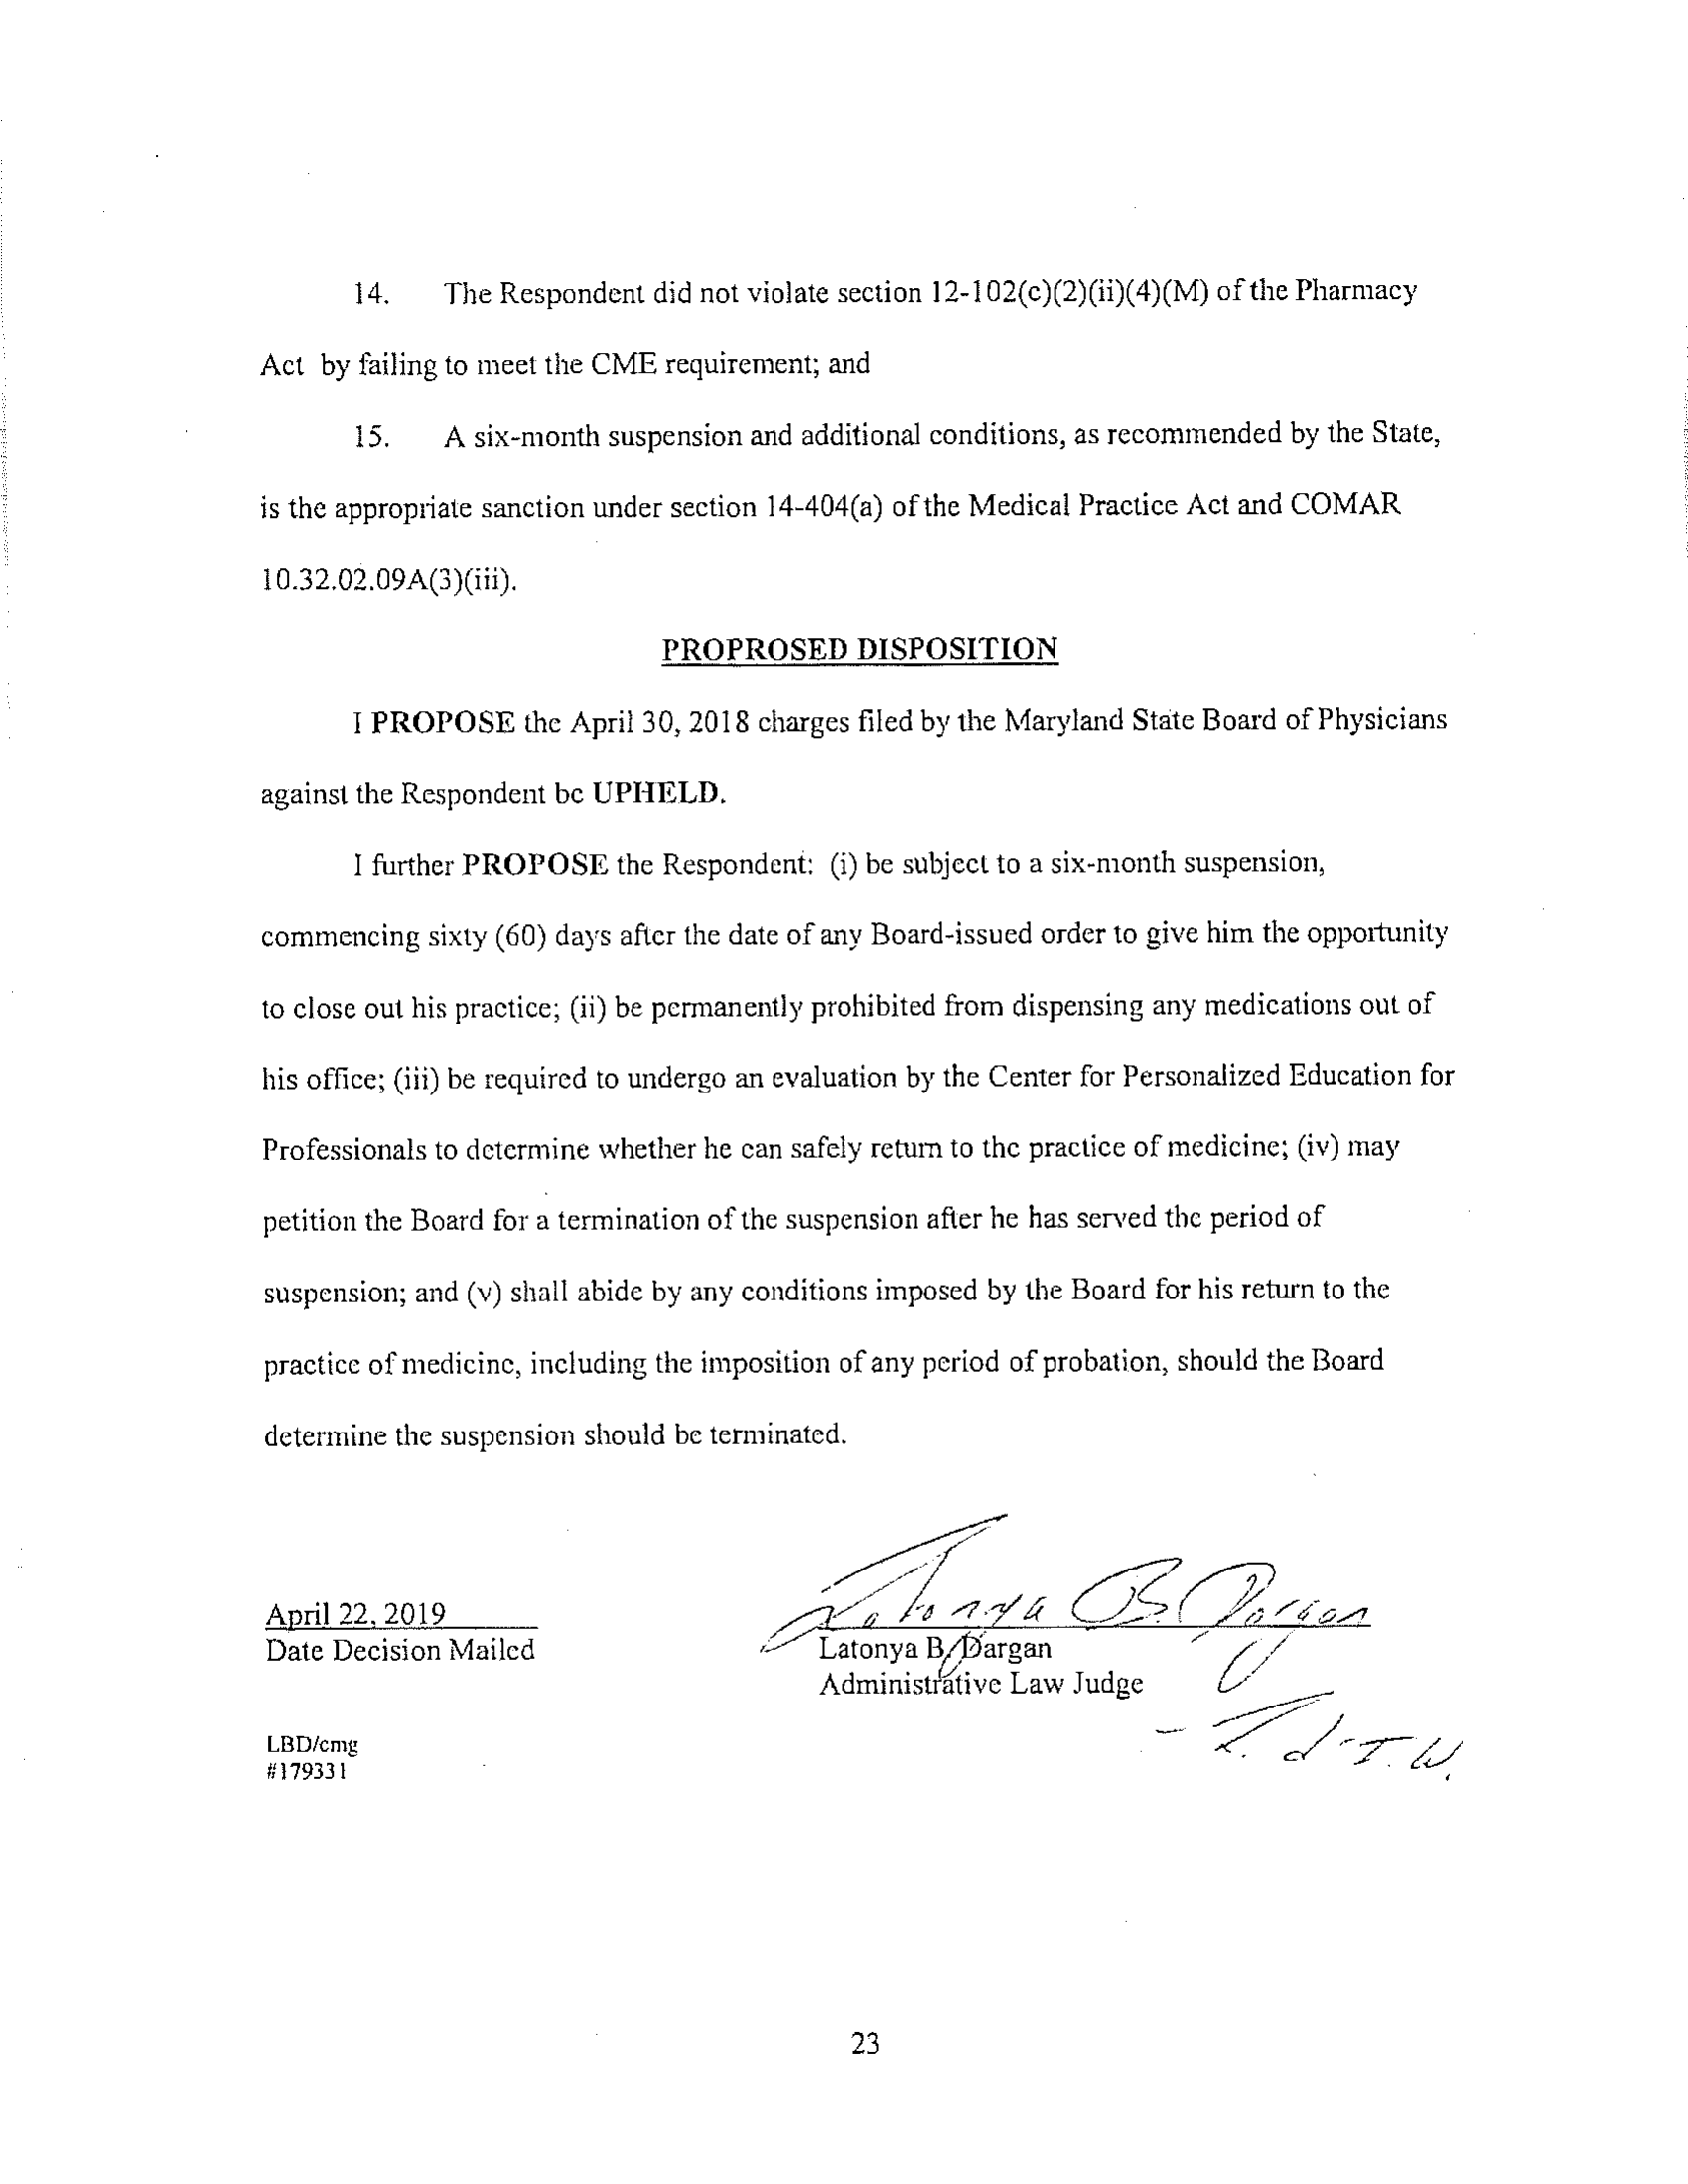 14. The Respondent did not violate section 12-102(c)(2)(ii)(4)(M) of the Pharmacy
Act by failing to meet the CME requirement; and
15. A six-month suspension and additional conditions, as recommended by the State,
is the appropriate sanction under section 14-404(a) of the Medical Practice Act and COMAR
10.32.02.09A(3)(iii).
PROPROSED DISPOSITION
I PROPOSE the April 30, 2018 charges filed by the Maryland State Board of Physicians
against the Respondent be UPHELD.
I further PROPOSE the Respondent: (i) be subject to a six-month suspension,
commencing sixty (60) days after the date of any Board-issued order to give him the opportunity
to close out his practice; (ii) be permanently prohibited from dispensing any medications out of
his office; (iii) be required to undergo an evaluation by the Center for Personalized Education for
Professionals to determine whether he can safely return to the practice of medicine; (iv) may
petition the Board for a termination of the suspension after he has served the period of
suspension; and (v) shall abide by any conditions imposed by the Board for his return to the
practice of medicine, including the imposition of any period of probation, should the Board
determine the suspension should be terminated.
Latonya B. Dargan
April 22, 2019
Date Decision Mailed
Latonya B. Dargan
Administrative Law Judge
LBD/cmg
#179331
23